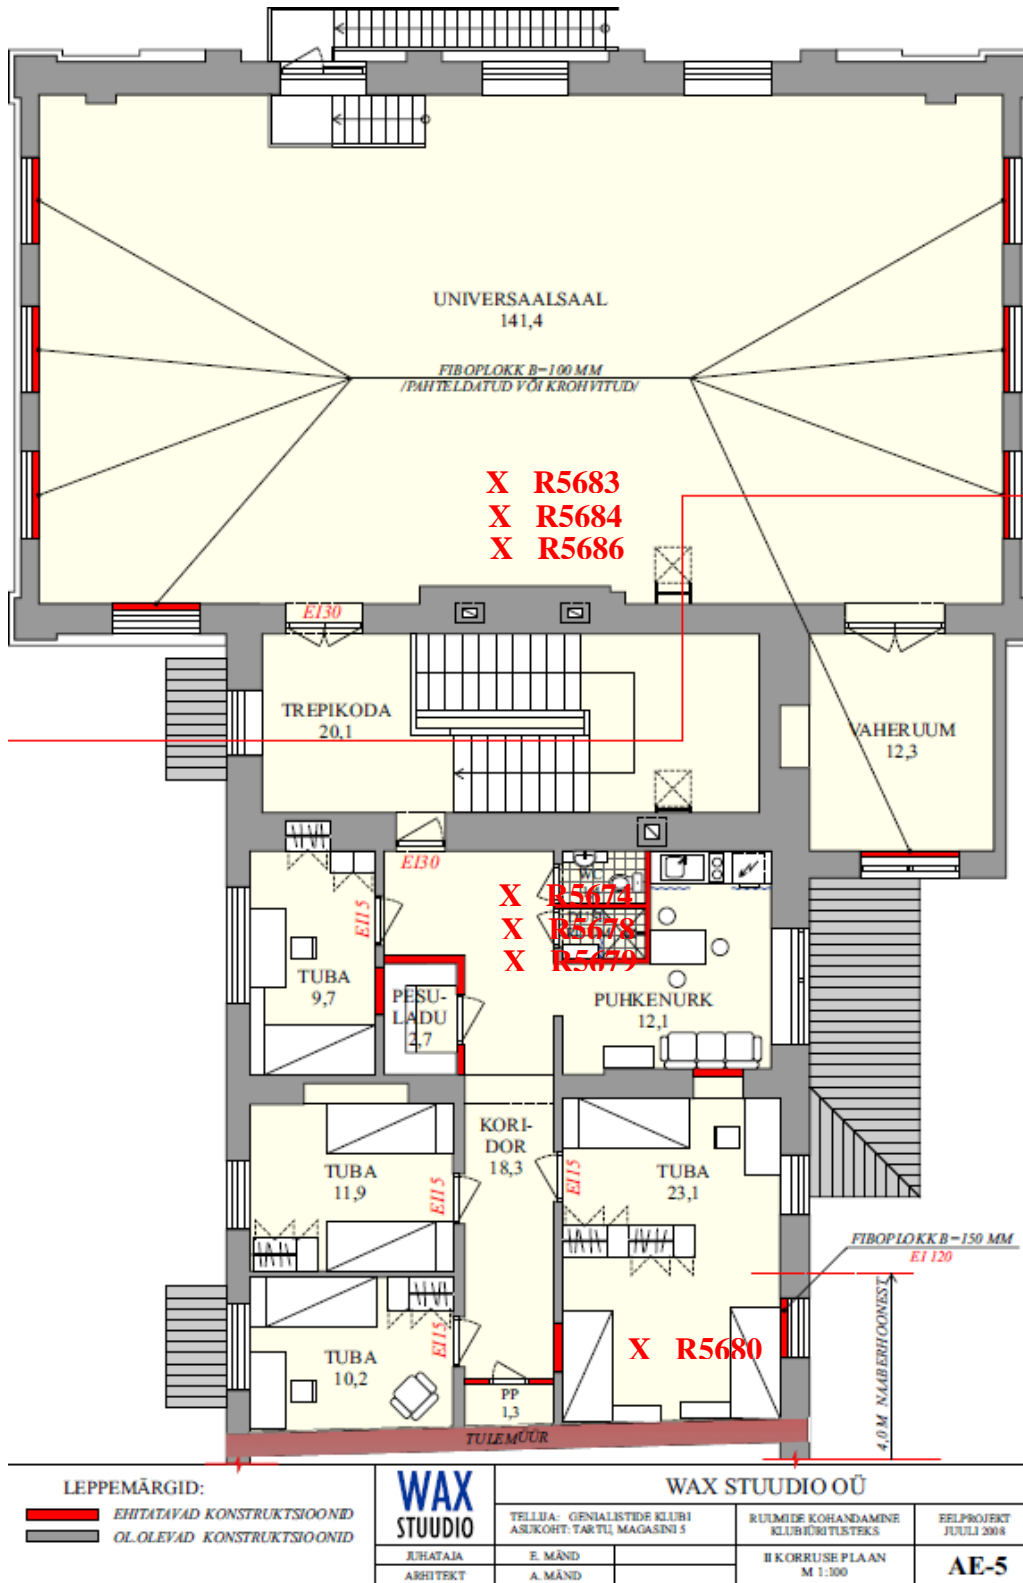 UNIVERSAALSAAL
141,4
FIBOPLOKK B=100 MM
/PAHTELDATUD VÕI KROHVITUD/
X R5683
X R5684
X R5686
EI30
TREPIKODA
20,1
VAHERUUM
12,3
EI30
WC
X R5674
X R5678
X R5679
EI15
TUBA
9,7
PESU-
LADU
2,7
PUHKENURK
12,1
KORI-
DOR
18,3
TUBA
11,9
EI15
EI15
TUBA
23,1
FIBOPLOKK B=150 MM
EI 120
4,0 M NAABERHOONEST
EI15
TUBA
10,2
X R5680
PP
1,3
TULEMÜÜR
LEPPEMÄRGID:
EHITATAVAD KONSTRUKTSIOONID
OL.OLEVAD KONSTRUKTSIOONID
WAX
STUUDIO
WAX STUUDIO OÜ
TELLIJA: GENIALISTIDE KLUBI
ASUKOHT: TARTU, MAGASINI 5
RUUMIDE KOHANDAMINE
KLUBIÜRITUSTEKS
EELPROJEKT
JUULI 2008
JUHATAJA
E. MÄND
ARHITEKT
A. MÄND
II KORRUSE PLAAN
M 1:100
AE-5